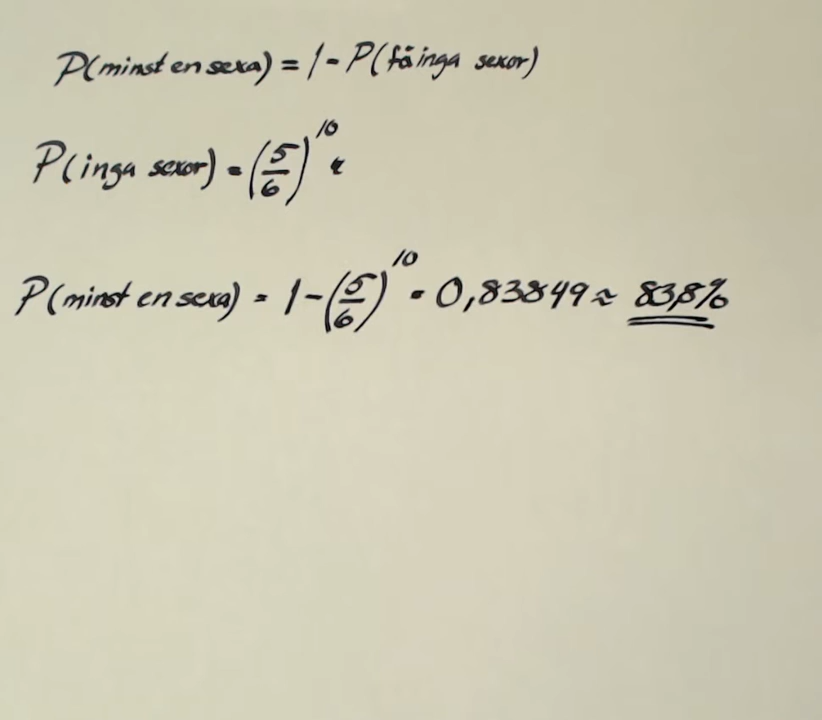 P(minst en sexa) = 1 - P(få inga sexor)
P(inga sexor) = (5/6)^10
P(minst en sexa) = 1 - (5/6)^10 = 0,83849 ≈ 83,8%